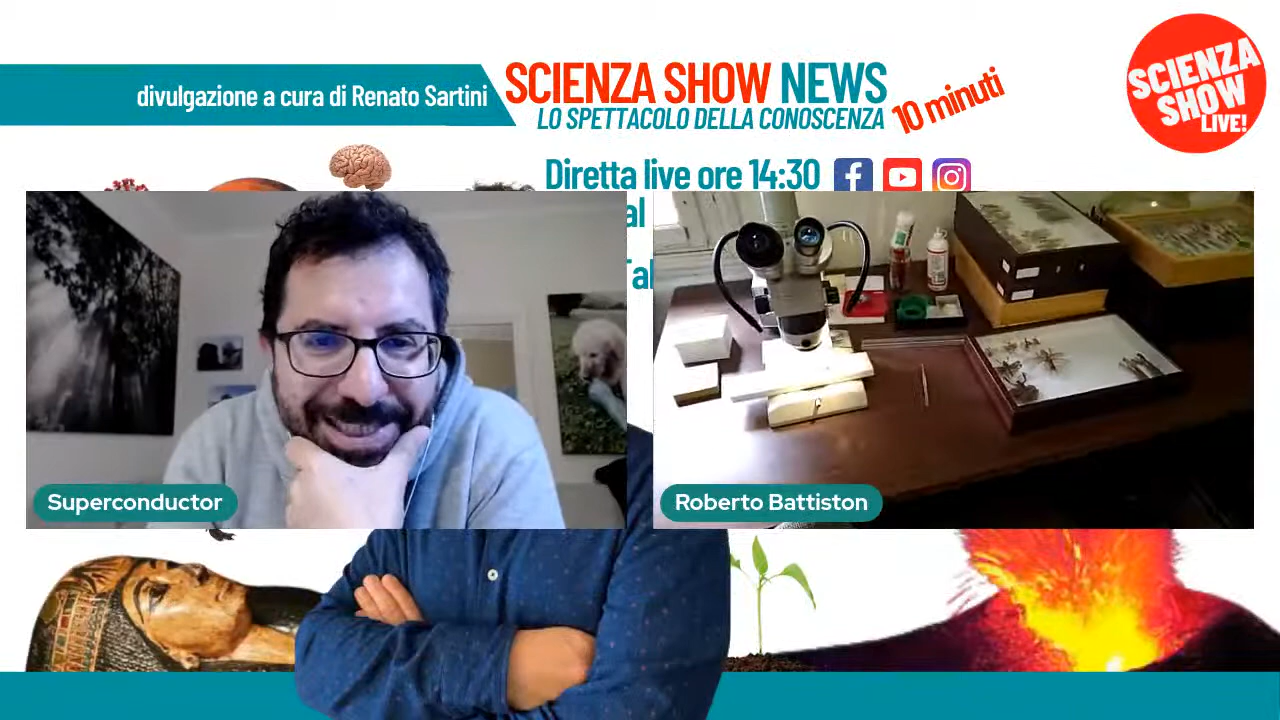 divulgazione a cura di Renato Sartini
SCIENZA SHOW NEWS
LO SPETTACOLO DELLA CONOSCENZA
10 minuti
SCIENZA
SHOW
LIVE!
Diretta live ore 14:30
al
Superconductor
Roberto Battiston